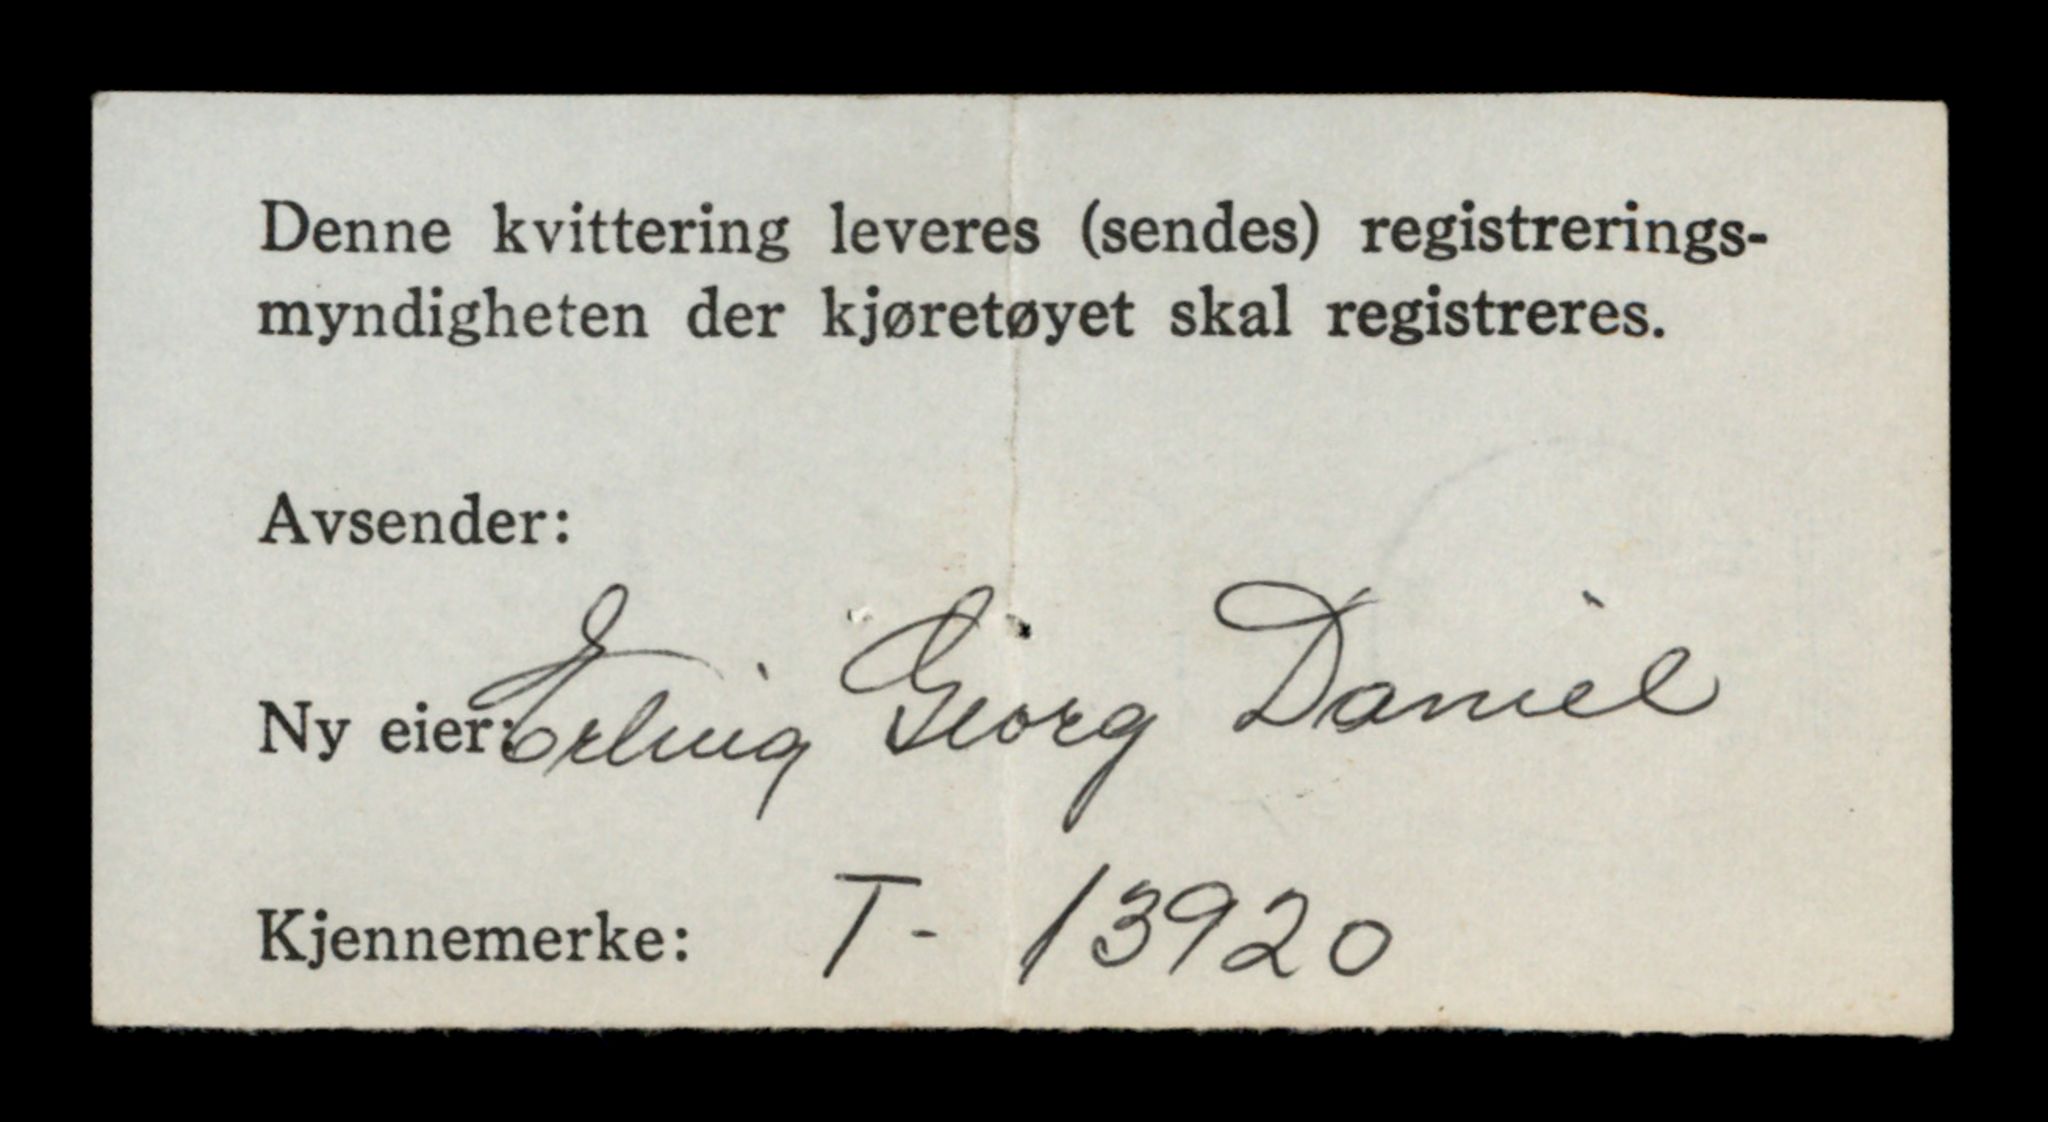 Denne kvittering leveres (sendes) registrerings-
myndigheten der kjøretøyet skal registreres.
Avsender:
Ny eier: Erling Georg Daniel
Kjennemerke: T- 13920